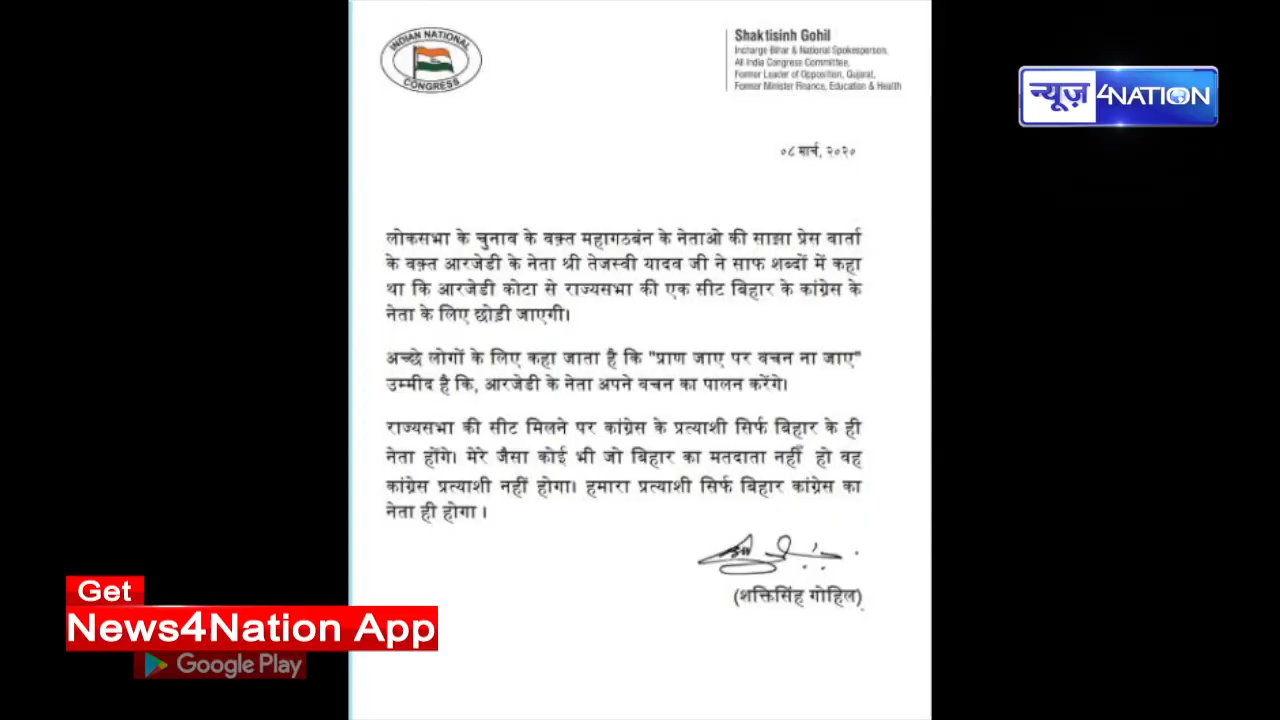 INDIAN NATIONAL
CONGRESS
Shaktisinh Gohil
Incharge Bihar & National Spokesperson,
All India Congress Committee,
Former Leader of Opposition, Gujarat,
Former Minister Finance, Education & Health
न्यूज़ 4NATION
०८ मार्च, २०२०
लोकसभा के चुनाव के वक़्त महागठबंन के नेताओ की साझा प्रेस वार्ता
के वक़्त आरजेडी के नेता श्री तेजस्वी यादव जी ने साफ शब्दों में कहा
था कि आरजेडी कोटा से राज्यसभा की एक सीट बिहार के कांग्रेस के
नेता के लिए छोड़ी जाएगी।
अच्छे लोगों के लिए कहा जाता है कि "प्राण जाए पर वचन ना जाए"
उम्मीद है कि, आरजेडी के नेता अपने वचन का पालन करेंगे।
राज्यसभा की सीट मिलने पर कांग्रेस के प्रत्याशी सिर्फ बिहार के ही
नेता होंगे। मेरे जैसा कोई भी जो बिहार का मतदाता नहीं हो वह
कांग्रेस प्रत्याशी नहीं होगा। हमारा प्रत्याशी सिर्फ बिहार कांग्रेस का
नेता ही होगा ।
(शक्तिसिंह गोहिल)
Get
News4Nation App
Google Play